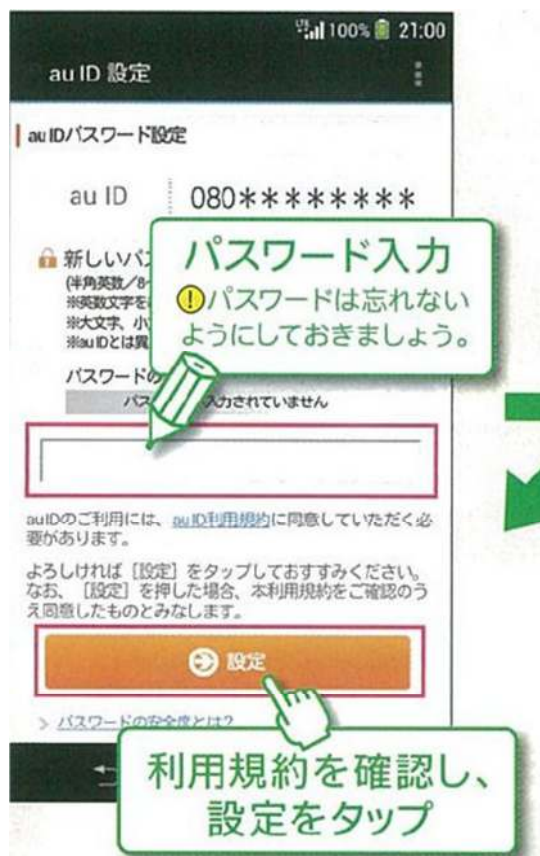 LTE 100% 21:00
au ID 設定
au IDパスワード設定
au ID 080********
新しいパス
(半角英数/8~
※英数文字を
※大文字、小
※au IDとは異
パスワード入力
パスワードは忘れない
ようにしておきましょう。
パスワードの
パス 入力されていません
au IDのご利用には、au ID利用規約に同意していただく必
要があります。
よろしければ［設定］をタップしておすすみください。
なお、［設定］を押した場合、本利用規約をご確認のう
え同意したものとみなします。
設定
> パスワードの安全度とは?
利用規約を確認し、
設定をタップ